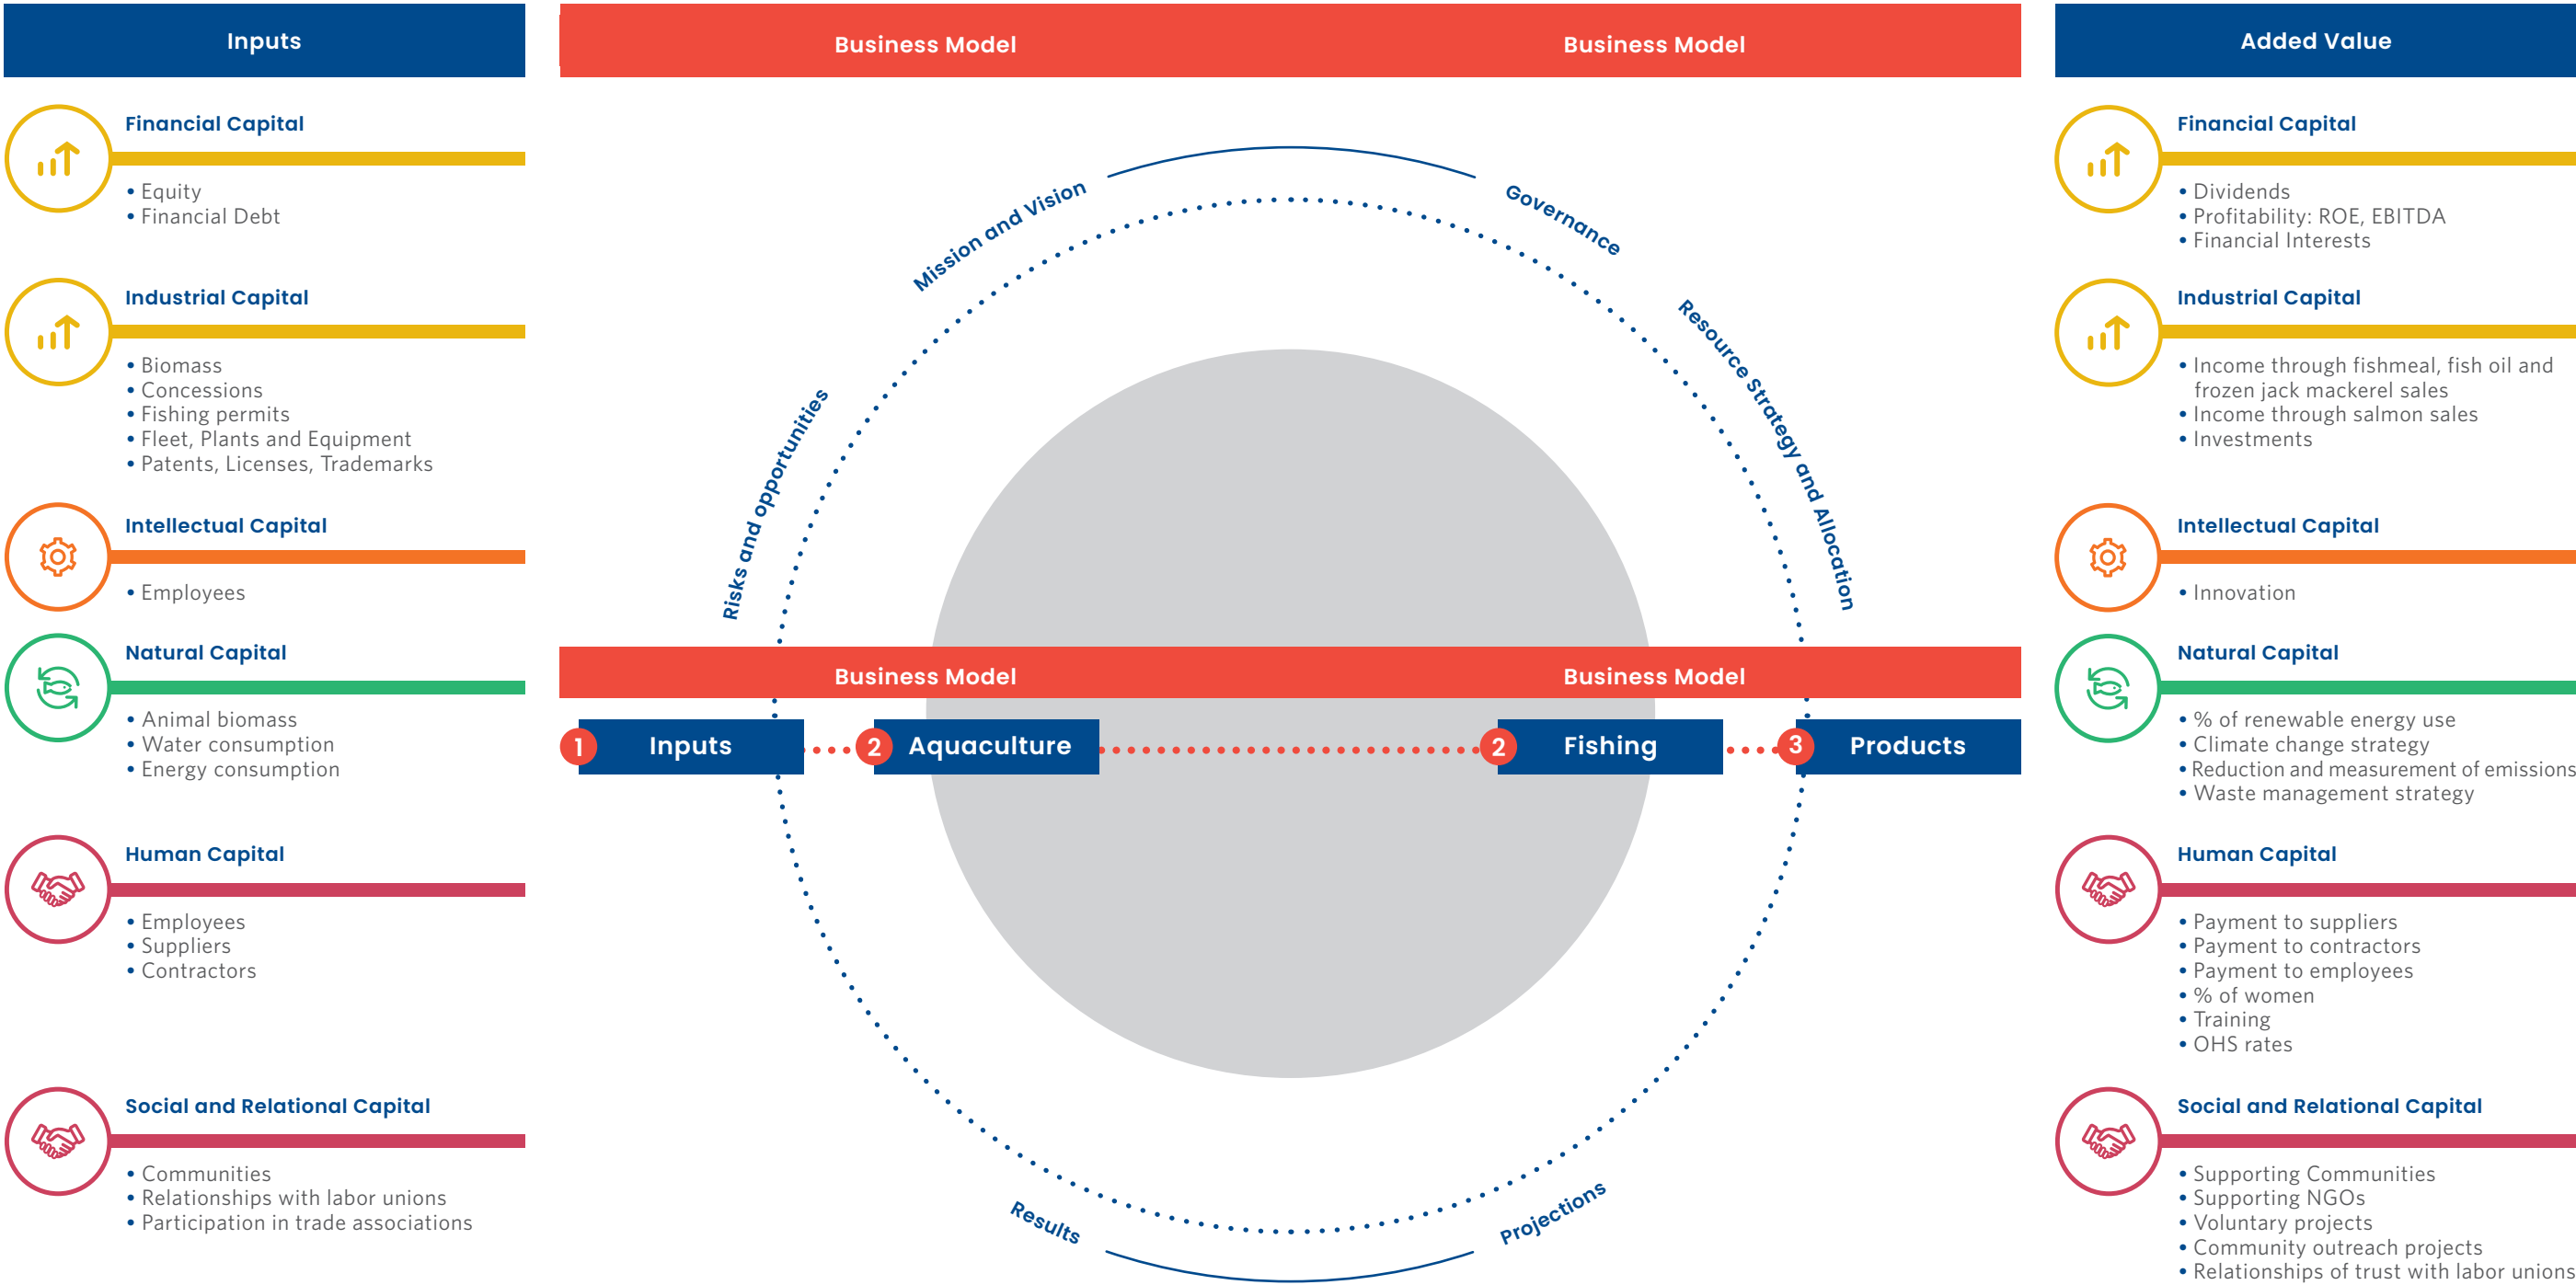 Inputs
Financial Capital
• Equity
• Financial Debt
Industrial Capital
• Biomass
• Concessions
• Fishing permits
• Fleet, Plants and Equipment
• Patents, Licenses, Trademarks
Intellectual Capital
• Employees
Natural Capital
• Animal biomass
• Water consumption
• Energy consumption
Human Capital
• Employees
• Suppliers
• Contractors
Social and Relational Capital
• Communities
• Relationships with labor unions
• Participation in trade associations
Business Model
Business Model
Mission and Vision
Governance
Risks and opportunities
Resource Strategy and Allocation
Business Model
Business Model
1 Inputs
2 Aquaculture
2 Fishing
3 Products
Results
Projections
Added Value
Financial Capital
• Dividends
• Profitability: ROE, EBITDA
• Financial Interests
Industrial Capital
• Income through fishmeal, fish oil and
frozen jack mackerel sales
• Income through salmon sales
• Investments
Intellectual Capital
• Innovation
Natural Capital
• % of renewable energy use
• Climate change strategy
• Reduction and measurement of emissions
• Waste management strategy
Human Capital
• Payment to suppliers
• Payment to contractors
• Payment to employees
• % of women
• Training
• OHS rates
Social and Relational Capital
• Supporting Communities
• Supporting NGOs
• Voluntary projects
• Community outreach projects
• Relationships of trust with labor unions